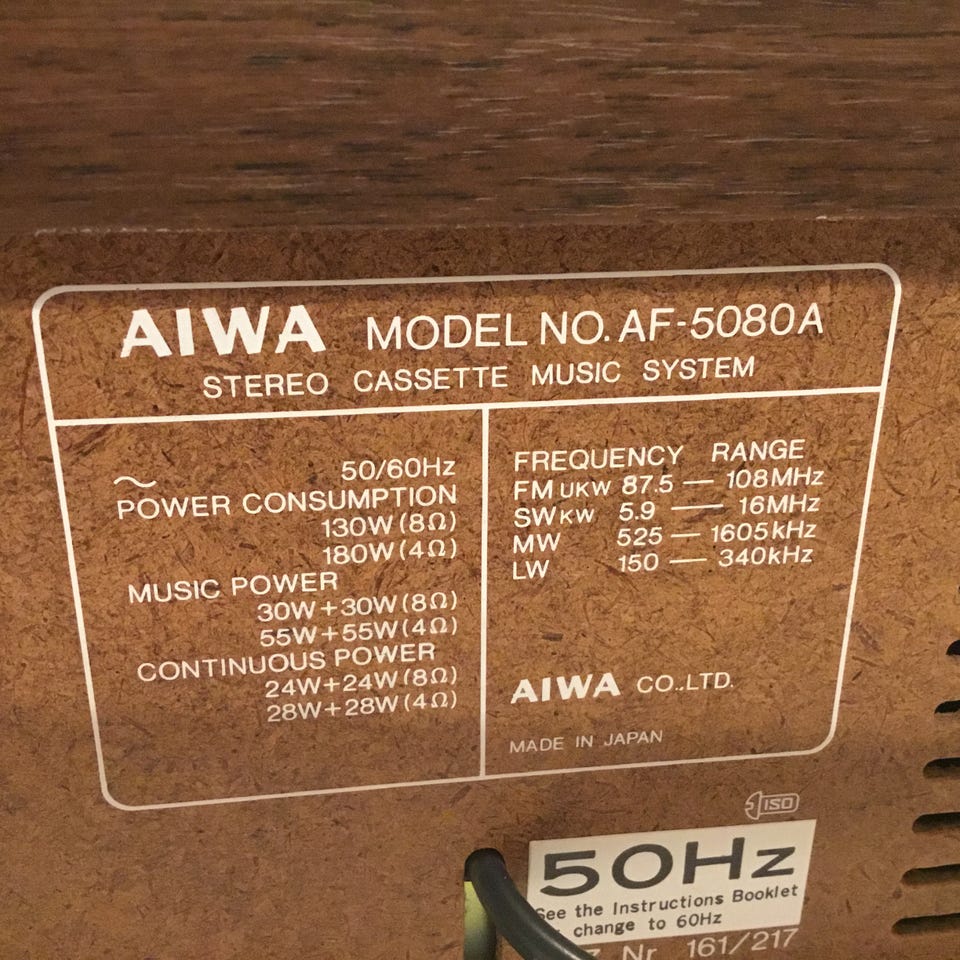 AIWA MODEL NO. AF-5080A
STEREO CASSETTE MUSIC SYSTEM
~ 50/60Hz
POWER CONSUMPTION
130W (8Ω)
180W (4Ω)
MUSIC POWER
30W+30W (8Ω)
55W+55W (4Ω)
CONTINUOUS POWER
24W+24W (8Ω)
28W+28W (4Ω)
FREQUENCY RANGE
FM UKW 87.5 — 108MHz
SW KW 5.9 — 16MHz
MW 525 — 1605kHz
LW 150 — 340kHz
AIWA CO.,LTD.
MADE IN JAPAN
ISO
50Hz
See the Instructions Booklet
change to 60Hz
Nr 161/217